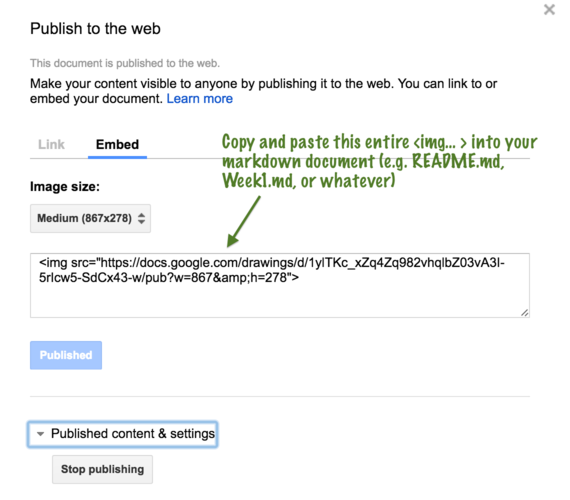 ×
Publish to the web
This document is published to the web.
Make your content visible to anyone by publishing it to the web. You can link to or
embed your document. Learn more
Link Embed
Copy and paste this entire <img... > into your
markdown document (e.g. README.md,
Week1.md, or whatever)
Image size:
Medium (867x278)
<img src="https://docs.google.com/drawings/d/1ylTKc_xZq4Zq982vhqlbZ03vA3I-
5rIcw5-SdCx43-w/pub?w=867&amp;h=278">
Published
Published content & settings
Stop publishing